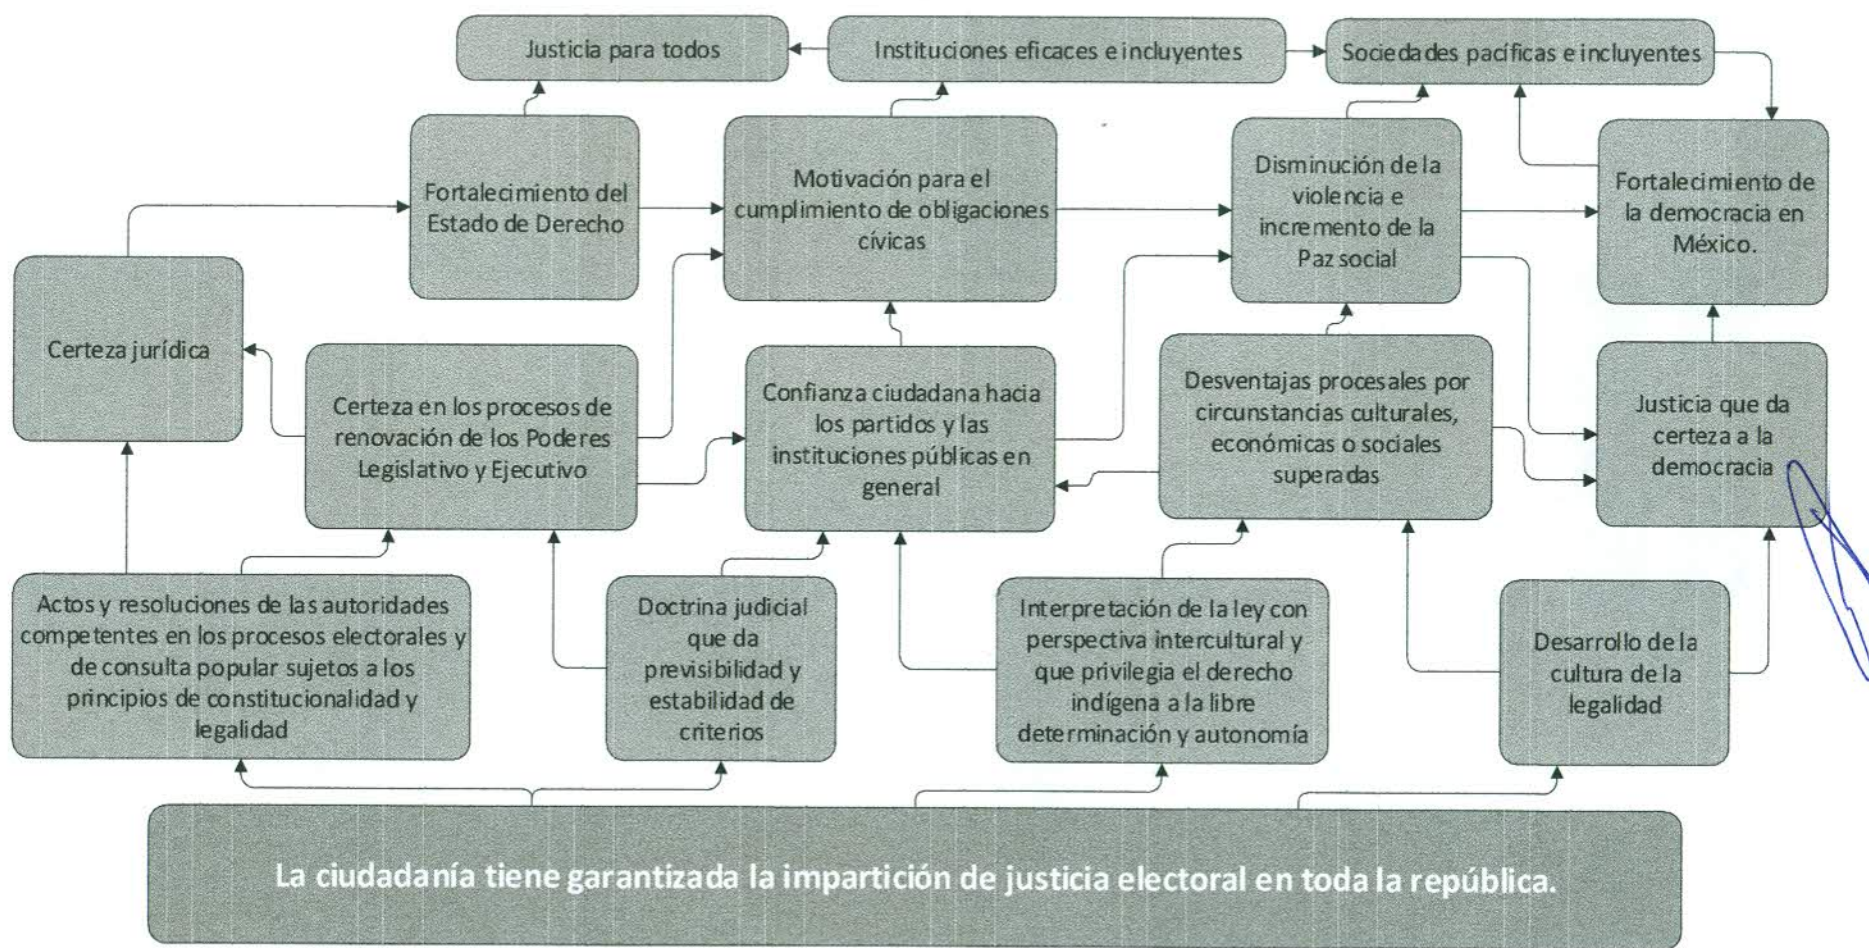 Justicia para todos
Instituciones eficaces e incluyentes
Sociedades pacíficas e incluyentes
Fortalecimiento del
Estado de Derecho
Motivación para el
cumplimiento de obligaciones
cívicas
Disminución de la
violencia e
incremento de la
Paz social
Fortalecimiento de
la democracia en
México.
Certeza jurídica
Certeza en los procesos de
renovación de los Poderes
Legislativo y Ejecutivo
Confianza ciudadana hacia
los partidos y las
instituciones públicas en
general
Desventajas procesales por
circunstancias culturales,
económicas o sociales
superadas
Justicia que da
certeza a la
democracia
Actos y resoluciones de las autoridades
competentes en los procesos electorales y
de consulta popular sujetos a los
principios de constitucionalidad y
legalidad
Doctrina judicial
que da
previsibilidad y
estabilidad de
criterios
Interpretación de la ley con
perspectiva intercultural y
que privilegia el derecho
indígena a la libre
determinación y autonomía
Desarrollo de la
cultura de la
legalidad
La ciudadanía tiene garantizada la impartición de justicia electoral en toda la república.